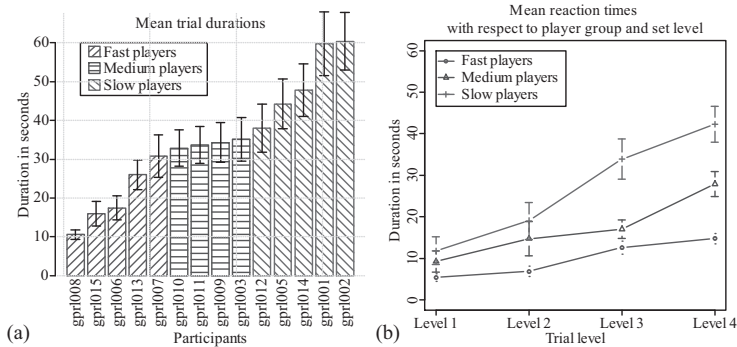 Mean trial durations
60
50
40
30
20
10
0
Duration in seconds
Fast players
Medium players
Slow players
gprl008
gprl015
gprl006
gprl013
gprl007
gprl010
gprl011
gprl009
gprl003
gprl012
gprl005
gprl014
gprl001
gprl002
Participants
(a)
Mean reaction times
with respect to player group and set level
60
50
40
30
20
10
0
Duration in seconds
Fast players
Medium players
Slow players
Level 1
Level 2
Level 3
Level 4
Trial level
(b)